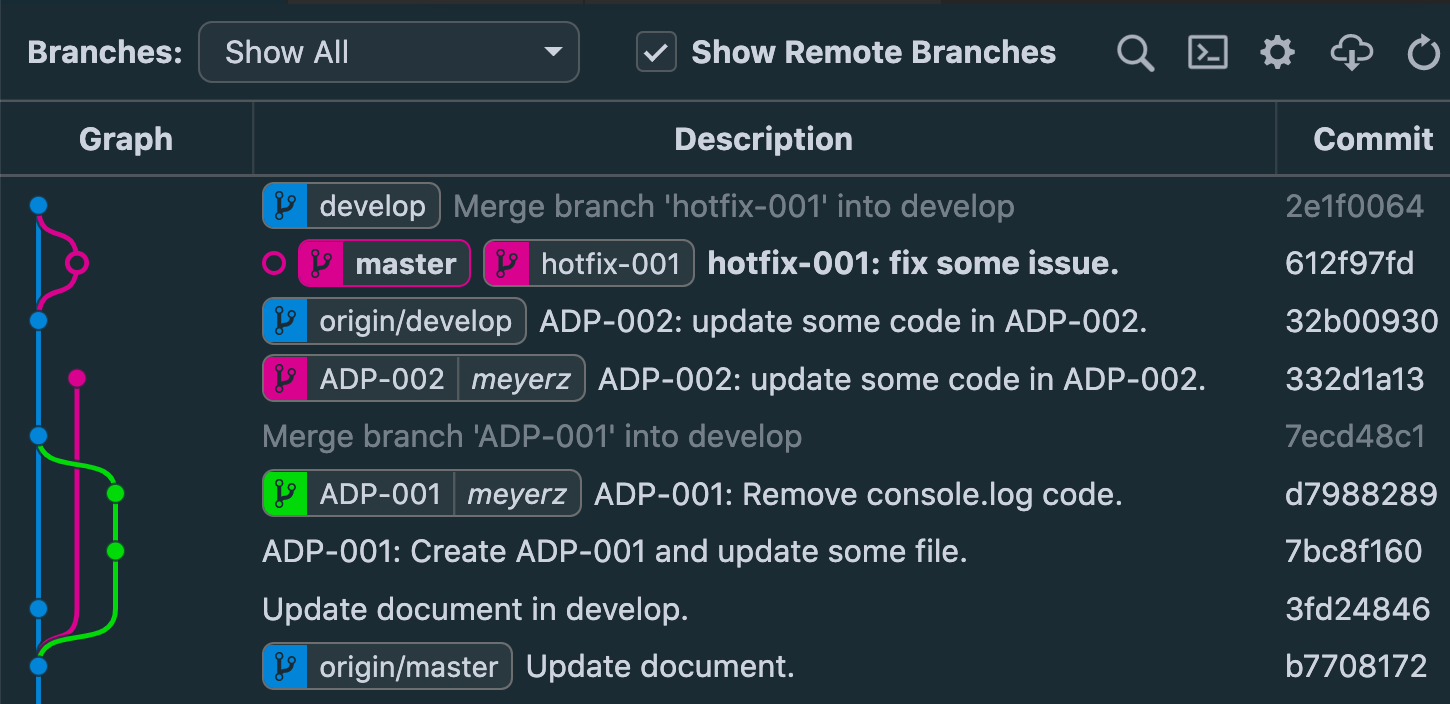 Branches: Show All Show Remote Branches
Graph Description Commit
develop Merge branch 'hotfix-001' into develop 2e1f0064
master hotfix-001 hotfix-001: fix some issue. 612f97fd
origin/develop ADP-002: update some code in ADP-002. 32b00930
ADP-002 meyerz ADP-002: update some code in ADP-002. 332d1a13
Merge branch 'ADP-001' into develop 7ecd48c1
ADP-001 meyerz ADP-001: Remove console.log code. d7988289
ADP-001: Create ADP-001 and update some file. 7bc8f160
Update document in develop. 3fd24846
origin/master Update document. b7708172